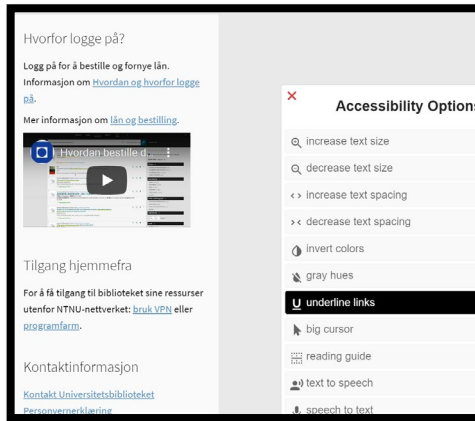 Hvorfor logge på?
Logg på for å bestille og fornye lån.
Informasjon om Hvordan og hvorfor logge
på.
Mer informasjon om lån og bestilling.
Hvordan bestille d...
Tilgang hjemmefra
For å få tilgang til biblioteket sine ressurser
utenfor NTNU-nettverket: bruk VPN eller
programfarm.
Kontaktinformasjon
Kontakt Universitetsbiblioteket
Personvernerklæring
Accessibility Options
increase text size
decrease text size
increase text spacing
decrease text spacing
invert colors
gray hues
underline links
big cursor
reading guide
text to speech
speech to text